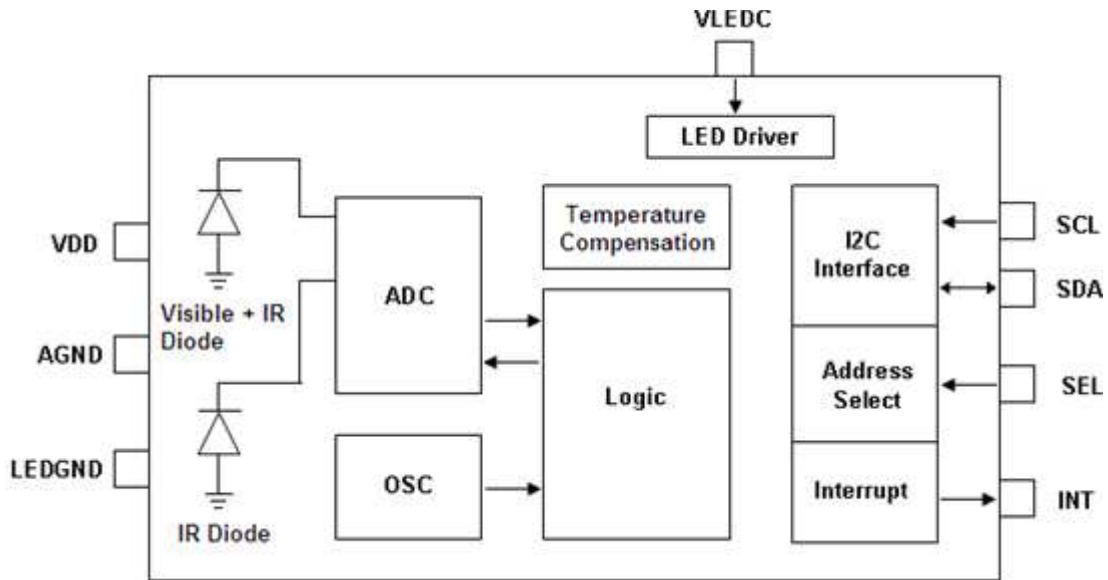 VLEDC
LED Driver
Temperature
Compensation
I2C
Interface
SCL
VDD
ADC
SDA
Visible + IR
Diode
AGND
Logic
Address
Select
SEL
LEDGND
OSC
Interrupt
INT
IR Diode